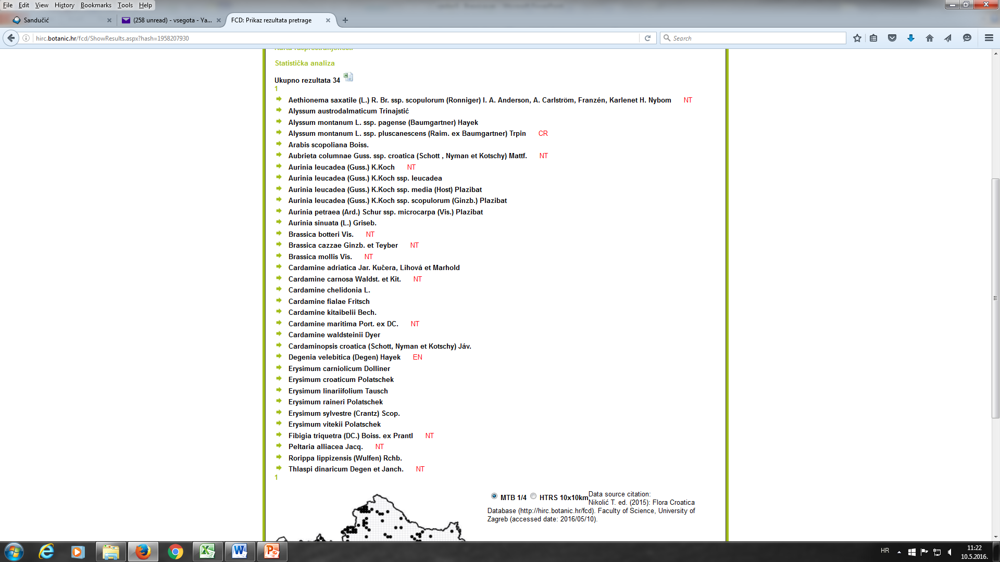 File Edit View History Bookmarks Tools Help
Sandučić
(258 unread) - vsegota - Ya...
FCD: Prikaz rezultata pretrage
hirc.botanic.hr/fcd/ShowResults.aspx?hash=1958207930
Search
Statistička analiza
Ukupno rezultata 34
1
Aethionema saxatile (L.) R. Br. ssp. scopulorum (Ronniger) I. A. Anderson, A. Carlström, Franzén, Karlenet H. Nybom NT
Alyssum austrodalmaticum Trinajstić
Alyssum montanum L. ssp. pagense (Baumgartner) Hayek
Alyssum montanum L. ssp. pluscanescens (Raim. ex Baumgartner) Trpin CR
Arabis scopoliana Boiss.
Aubrieta columnae Guss. ssp. croatica (Schott , Nyman et Kotschy) Mattf. NT
Aurinia leucadea (Guss.) K.Koch NT
Aurinia leucadea (Guss.) K.Koch ssp. leucadea
Aurinia leucadea (Guss.) K.Koch ssp. media (Host) Plazibat
Aurinia leucadea (Guss.) K.Koch ssp. scopulorum (Ginzb.) Plazibat
Aurinia petraea (Ard.) Schur ssp. microcarpa (Vis.) Plazibat
Aurinia sinuata (L.) Griseb.
Brassica botteri Vis. NT
Brassica cazzae Ginzb. et Teyber NT
Brassica mollis Vis. NT
Cardamine adriatica Jar. Kučera, Lihová et Marhold
Cardamine carnosa Waldst. et Kit. NT
Cardamine chelidonia L.
Cardamine fialae Fritsch
Cardamine kitaibelii Bech.
Cardamine maritima Port. ex DC. NT
Cardamine waldsteinii Dyer
Cardaminopsis croatica (Schott, Nyman et Kotschy) Jáv.
Degenia velebitica (Degen) Hayek EN
Erysimum carniolicum Dolliner
Erysimum croaticum Polatschek
Erysimum linariifolium Tausch
Erysimum raineri Polatschek
Erysimum sylvestre (Crantz) Scop.
Erysimum vitekii Polatschek
Fibigia triquetra (DC.) Boiss. ex Prantl NT
Peltaria alliacea Jacq. NT
Rorippa lippizensis (Wulfen) Rchb.
Thlaspi dinaricum Degen et Janch. NT
1
MTB 1/4 HTRS 10x10km Data source citation:
Nikolić T. ed. (2015): Flora Croatica
Database (http://hirc.botanic.hr/fcd). Faculty of Science, University of
Zagreb (accessed date: 2016/05/10).
HR
11:22
10.5.2016.